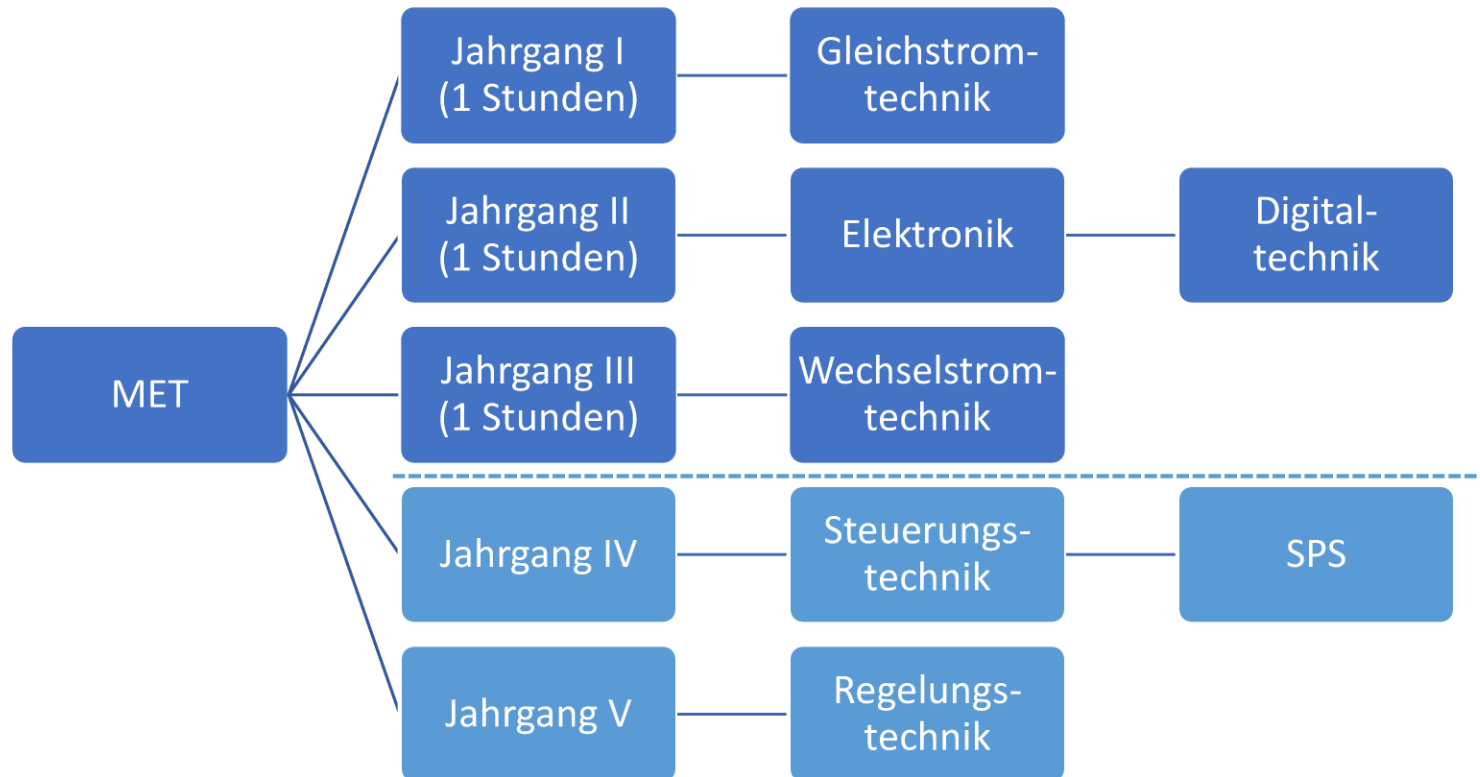 Jahrgang I
(1 Stunden)
Gleichstrom-
technik
Jahrgang II
(1 Stunden)
Elektronik
Digital-
technik
MET
Jahrgang III
(1 Stunden)
Wechselstrom-
technik
Jahrgang IV
Steuerungs-
technik
SPS
Jahrgang V
Regelungs-
technik